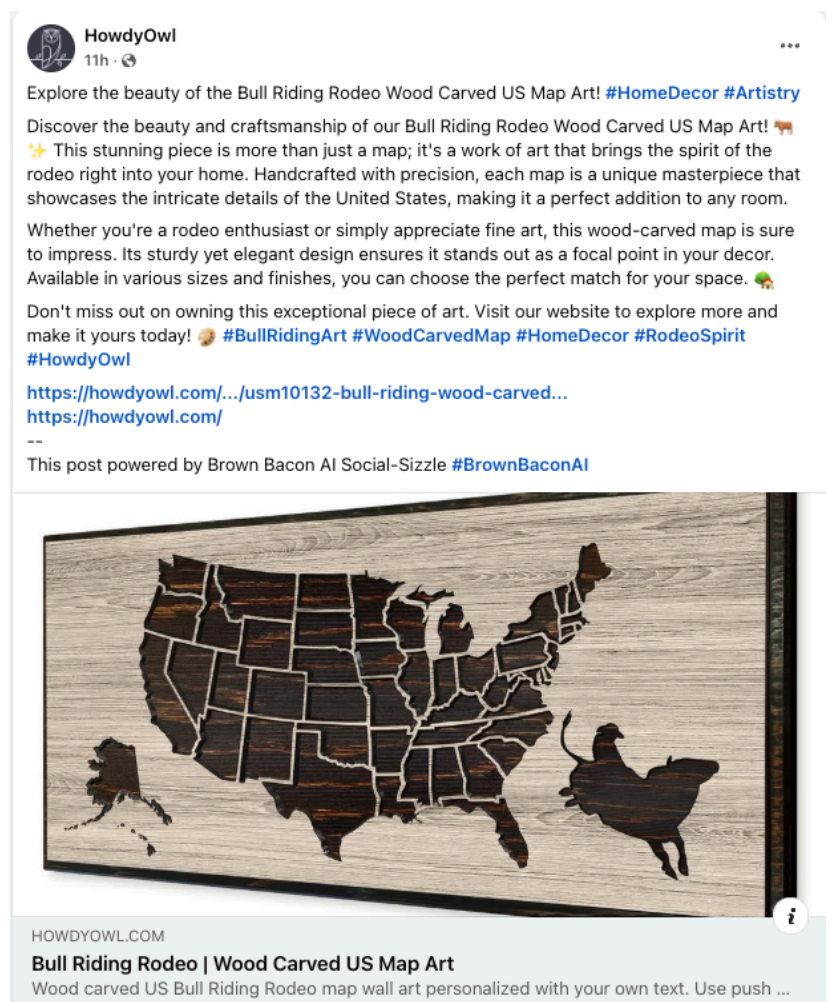 HowdyOwl
11h ·
Explore the beauty of the Bull Riding Rodeo Wood Carved US Map Art! #HomeDecor #Artistry
Discover the beauty and craftsmanship of our Bull Riding Rodeo Wood Carved US Map Art! 🐂
✨ This stunning piece is more than just a map; it's a work of art that brings the spirit of the
rodeo right into your home. Handcrafted with precision, each map is a unique masterpiece that
showcases the intricate details of the United States, making it a perfect addition to any room.
Whether you're a rodeo enthusiast or simply appreciate fine art, this wood-carved map is sure
to impress. Its sturdy yet elegant design ensures it stands out as a focal point in your decor.
Available in various sizes and finishes, you can choose the perfect match for your space. 🏡
Don't miss out on owning this exceptional piece of art. Visit our website to explore more and
make it yours today! #BullRidingArt #WoodCarvedMap #HomeDecor #RodeoSpirit
#HowdyOwl
https://howdyowl.com/.../usm10132-bull-riding-wood-carved...
https://howdyowl.com/
--
This post powered by Brown Bacon AI Social-Sizzle #BrownBaconAI
HOWDYOWL.COM
Bull Riding Rodeo | Wood Carved US Map Art
Wood carved US Bull Riding Rodeo map wall art personalized with your own text. Use push ...